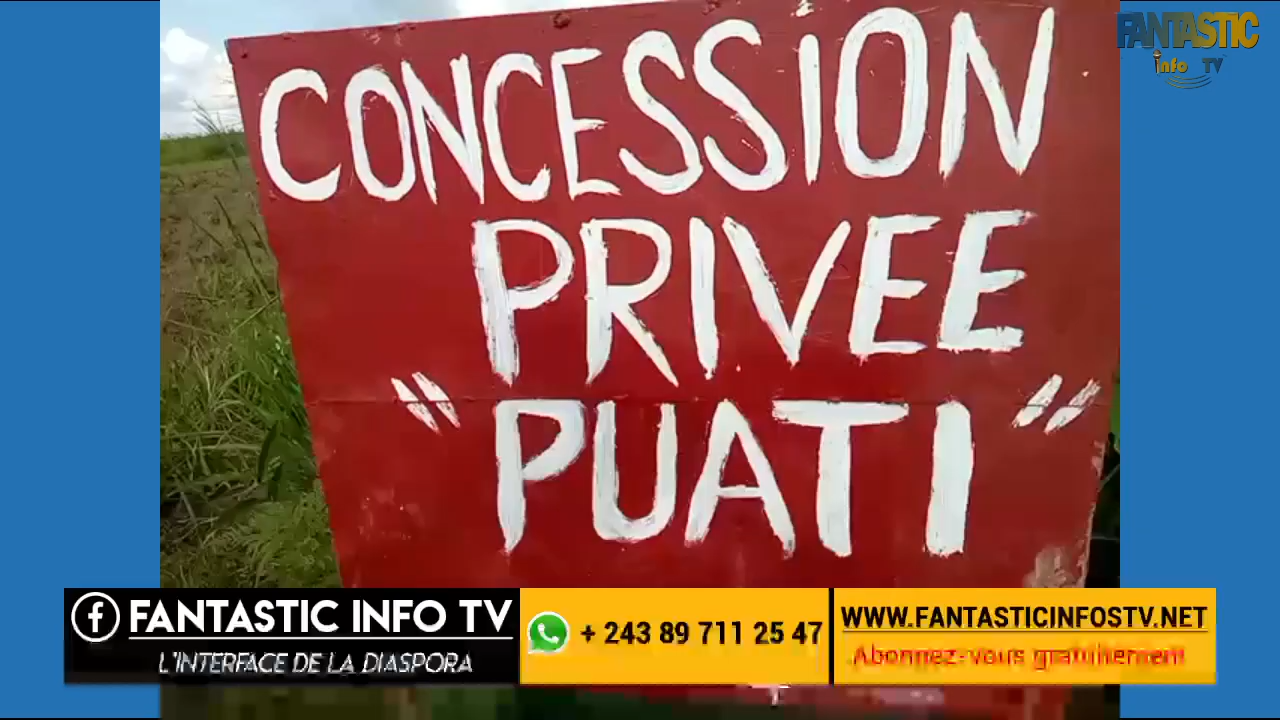 FANTASTIC
info TV
CONCESSION
PRIVEE
"PUATI"
FANTASTIC INFO TV
L'INTERFACE DE LA DIASPORA
+ 243 89 711 25 47
WWW.FANTASTICINFOSTV.NET
Abonnez-vous gratuitement